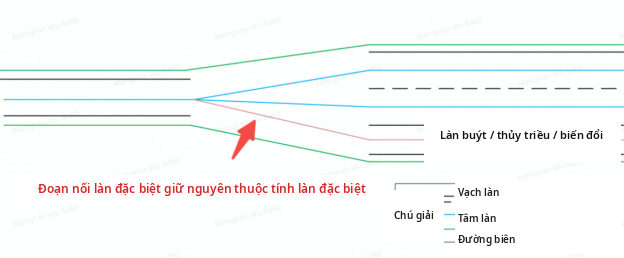 Làn buýt / thủy triều / biến đổi
Đoạn nối làn đặc biệt giữ nguyên thuộc tính làn đặc biệt
Chú giải
Vạch làn
Tâm làn
Đường biên